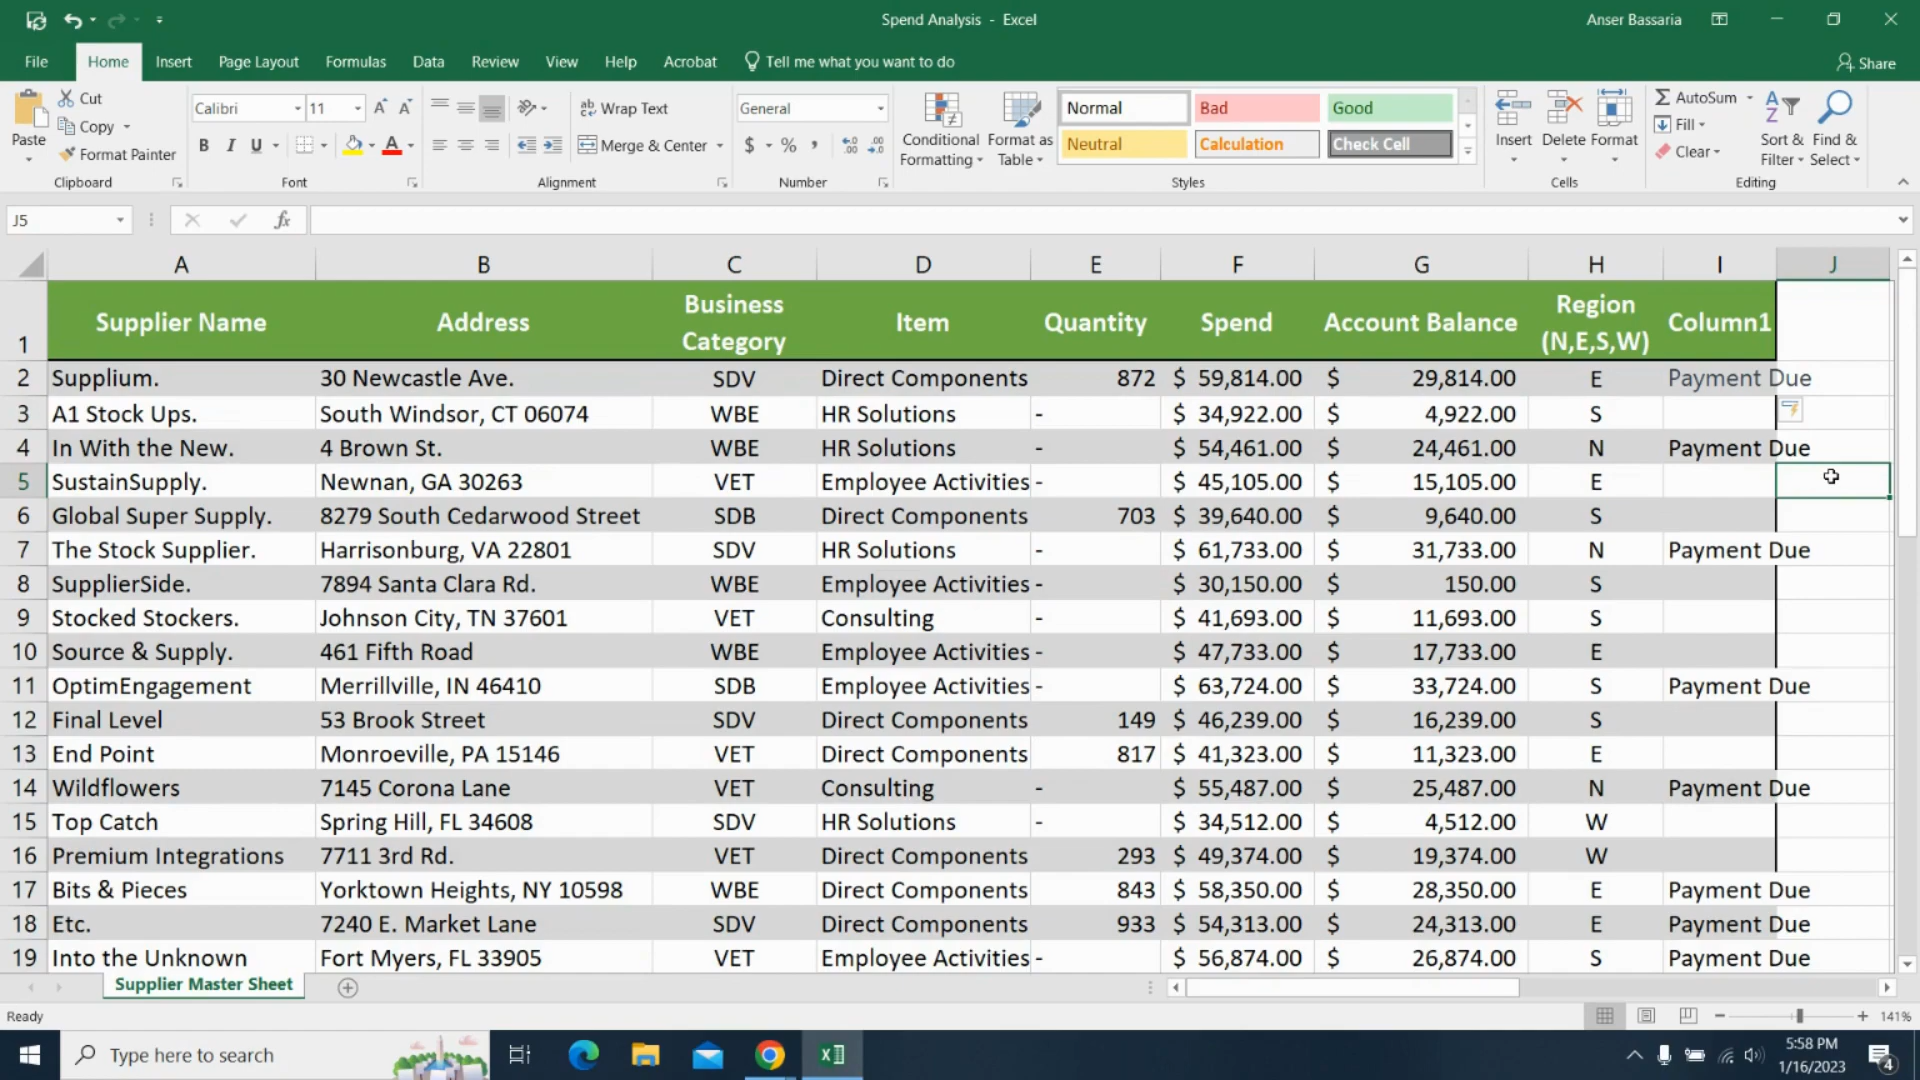 Spend Analysis - Excel
Anser Bassaria
File Home Insert Page Layout Formulas Data Review View Help Acrobat Tell me what you want to do Share
Paste
Cut
Copy
Format Painter
Clipboard
Calibri 11
B I U
Font
Wrap Text
Merge & Center
Alignment
General
$ % ,
Number
Conditional Formatting
Format as Table
Normal Bad Good
Neutral Calculation Check Cell
Styles
Insert Delete Format
Cells
AutoSum
Fill
Clear
Sort & Filter
Find & Select
Editing
J5 fx
A B C D E F G H I J
1 Supplier Name Address Business Category Item Quantity Spend Account Balance Region (N,E,S,W) Column1
2 Supplium. 30 Newcastle Ave. SDV Direct Components 872 $ 59,814.00 $ 29,814.00 E Payment Due
3 A1 Stock Ups. South Windsor, CT 06074 WBE HR Solutions - $ 34,922.00 $ 4,922.00 S
4 In With the New. 4 Brown St. WBE HR Solutions - $ 54,461.00 $ 24,461.00 N Payment Due
5 SustainSupply. Newnan, GA 30263 VET Employee Activities - $ 45,105.00 $ 15,105.00 E
6 Global Super Supply. 8279 South Cedarwood Street SDB Direct Components 703 $ 39,640.00 $ 9,640.00 S
7 The Stock Supplier. Harrisonburg, VA 22801 SDV HR Solutions - $ 61,733.00 $ 31,733.00 N Payment Due
8 SupplierSide. 7894 Santa Clara Rd. WBE Employee Activities - $ 30,150.00 $ 150.00 S
9 Stocked Stockers. Johnson City, TN 37601 VET Consulting - $ 41,693.00 $ 11,693.00 S
10 Source & Supply. 461 Fifth Road WBE Employee Activities - $ 47,733.00 $ 17,733.00 E
11 OptimEngagement Merrillville, IN 46410 SDB Employee Activities - $ 63,724.00 $ 33,724.00 S Payment Due
12 Final Level 53 Brook Street SDV Direct Components 149 $ 46,239.00 $ 16,239.00 S
13 End Point Monroeville, PA 15146 VET Direct Components 817 $ 41,323.00 $ 11,323.00 E
14 Wildflowers 7145 Corona Lane VET Consulting - $ 55,487.00 $ 25,487.00 N Payment Due
15 Top Catch Spring Hill, FL 34608 SDV HR Solutions - $ 34,512.00 $ 4,512.00 W
16 Premium Integrations 7711 3rd Rd. VET Direct Components 293 $ 49,374.00 $ 19,374.00 W
17 Bits & Pieces Yorktown Heights, NY 10598 WBE Direct Components 843 $ 58,350.00 $ 28,350.00 E Payment Due
18 Etc. 7240 E. Market Lane SDV Direct Components 933 $ 54,313.00 $ 24,313.00 E Payment Due
19 Into the Unknown Fort Myers, FL 33905 VET Employee Activities - $ 56,874.00 $ 26,874.00 S Payment Due
Supplier Master Sheet
Ready 141%
Type here to search
5:58 PM
1/16/2023
4